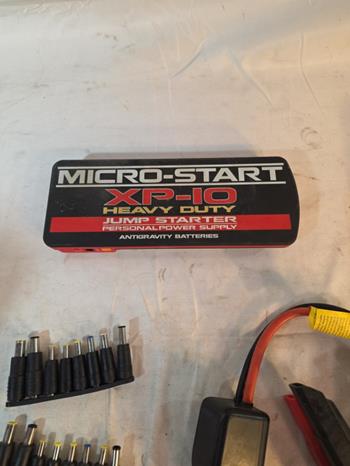 MICRO-START
XP-10
HEAVY DUTY
JUMP STARTER
PERSONAL POWER SUPPLY
ANTIGRAVITY BATTERIES